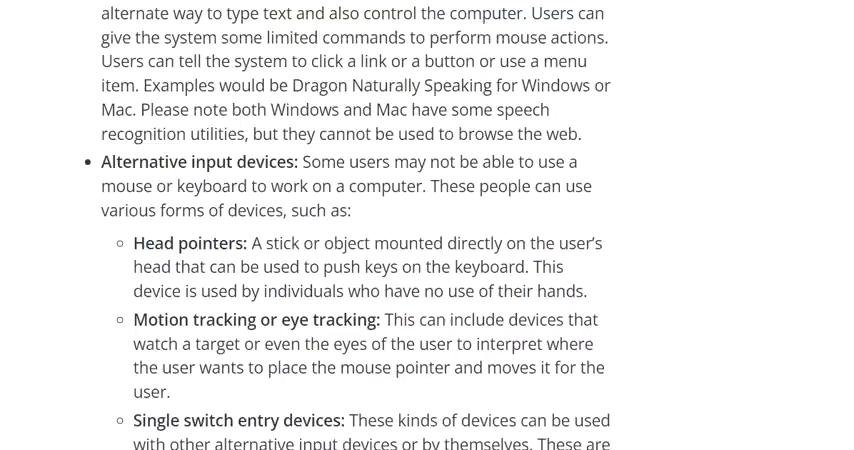 alternate way to type text and also control the computer. Users can
give the system some limited commands to perform mouse actions.
Users can tell the system to click a link or a button or use a menu
item. Examples would be Dragon Naturally Speaking for Windows or
Mac. Please note both Windows and Mac have some speech
recognition utilities, but they cannot be used to browse the web.
• Alternative input devices: Some users may not be able to use a
mouse or keyboard to work on a computer. These people can use
various forms of devices, such as:
◦ Head pointers: A stick or object mounted directly on the user’s
head that can be used to push keys on the keyboard. This
device is used by individuals who have no use of their hands.
◦ Motion tracking or eye tracking: This can include devices that
watch a target or even the eyes of the user to interpret where
the user wants to place the mouse pointer and moves it for the
user.
◦ Single switch entry devices: These kinds of devices can be used
with other alternative input devices or by themselves. These are